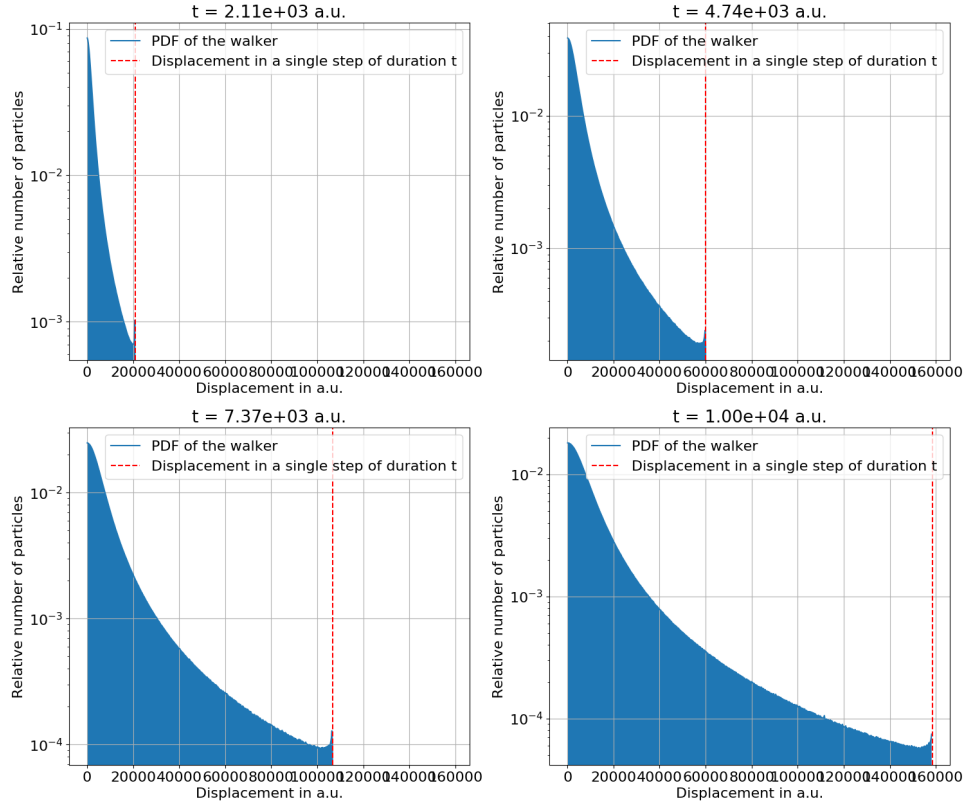 t = 2.11e+03 a.u.
PDF of the walker
Displacement in a single step of duration t
Relative number of particles
10⁻¹
10⁻²
10⁻³
0 20000 40000 60000 80000 100000 120000 140000 160000
Displacement in a.u.
t = 4.74e+03 a.u.
PDF of the walker
Displacement in a single step of duration t
Relative number of particles
10⁻²
10⁻³
0 20000 40000 60000 80000 100000 120000 140000 160000
Displacement in a.u.
t = 7.37e+03 a.u.
PDF of the walker
Displacement in a single step of duration t
Relative number of particles
10⁻²
10⁻³
10⁻⁴
0 20000 40000 60000 80000 100000 120000 140000 160000
Displacement in a.u.
t = 1.00e+04 a.u.
PDF of the walker
Displacement in a single step of duration t
Relative number of particles
10⁻²
10⁻³
10⁻⁴
0 20000 40000 60000 80000 100000 120000 140000 160000
Displacement in a.u.